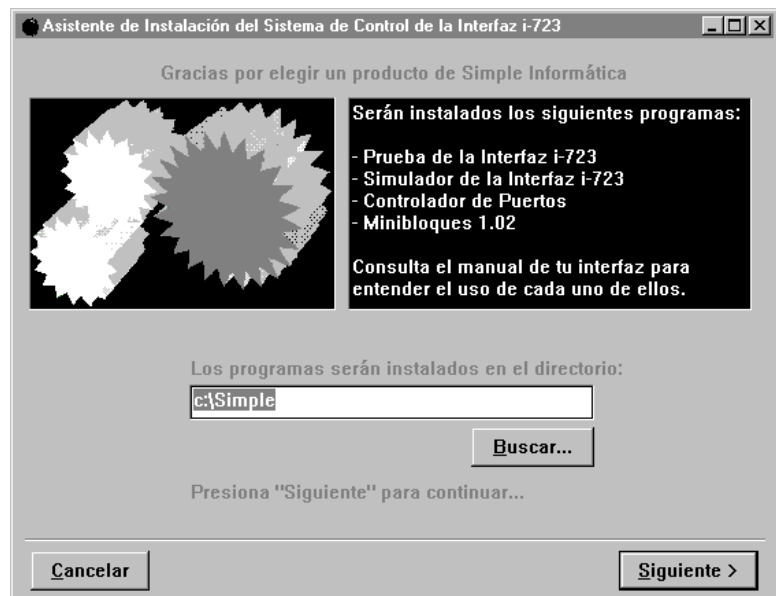 Asistente de Instalación del Sistema de Control de la Interfaz i-723
Gracias por elegir un producto de Simple Informática
Serán instalados los siguientes programas:
- Prueba de la Interfaz i-723
- Simulador de la Interfaz i-723
- Controlador de Puertos
- Minibloques 1.02
Consulta el manual de tu interfaz para
entender el uso de cada uno de ellos.
Los programas serán instalados en el directorio:
c:\Simple
Buscar...
Presiona "Siguiente" para continuar...
Cancelar
Siguiente >